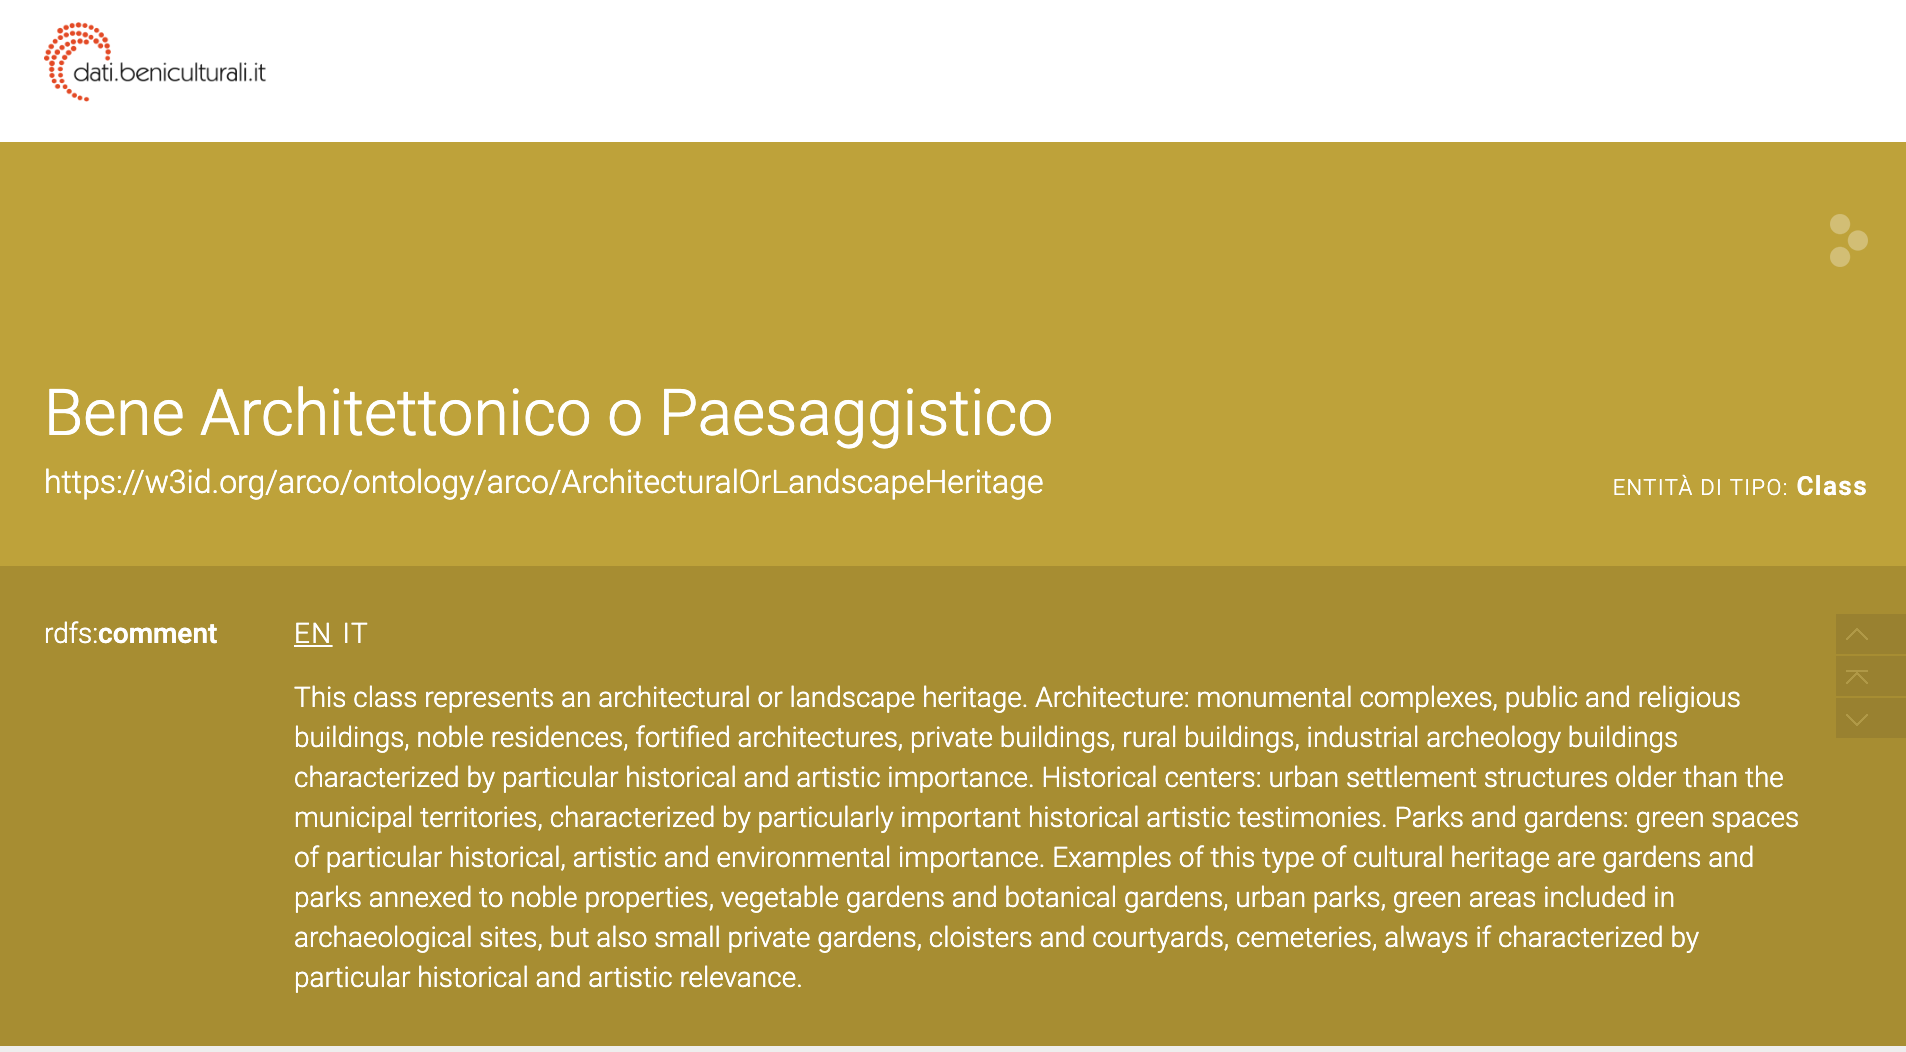 dati.beniculturali.it
Bene Architettonico o Paesaggistico
https://w3id.org/arco/ontology/arco/ArchitecturalOrLandscapeHeritage
ENTITÀ DI TIPO: Class
rdfs:comment
EN IT
This class represents an architectural or landscape heritage. Architecture: monumental complexes, public and religious
buildings, noble residences, fortified architectures, private buildings, rural buildings, industrial archeology buildings
characterized by particular historical and artistic importance. Historical centers: urban settlement structures older than the
municipal territories, characterized by particularly important historical artistic testimonies. Parks and gardens: green spaces
of particular historical, artistic and environmental importance. Examples of this type of cultural heritage are gardens and
parks annexed to noble properties, vegetable gardens and botanical gardens, urban parks, green areas included in
archaeological sites, but also small private gardens, cloisters and courtyards, cemeteries, always if characterized by
particular historical and artistic relevance.